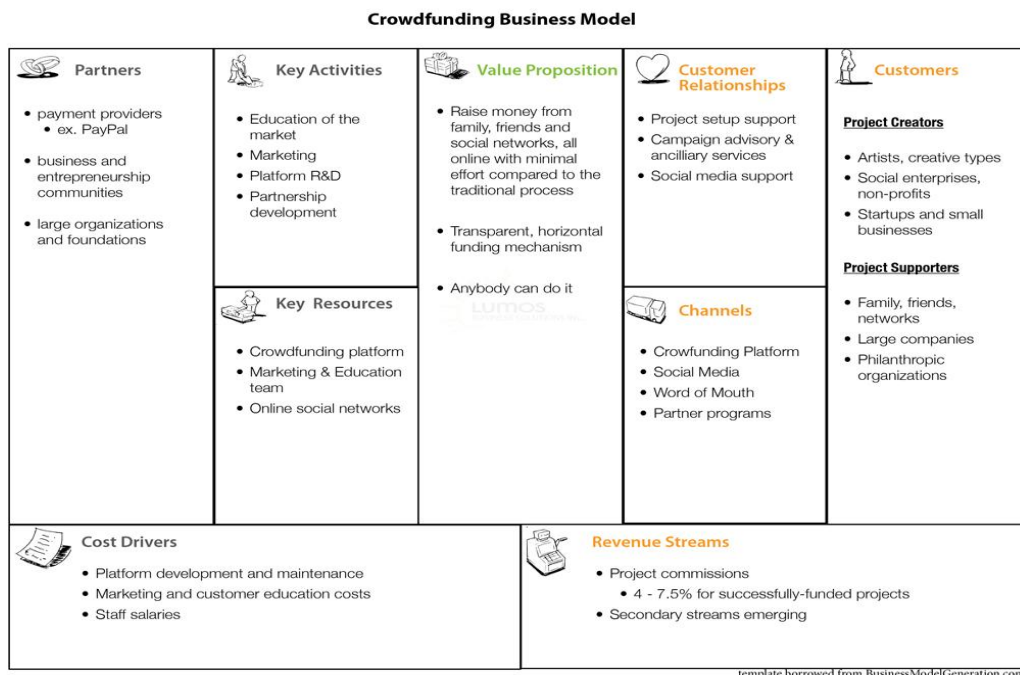 Crowdfunding Business Model
Partners
• payment providers
• ex. PayPal
• business and
entrepreneurship
communities
• large organizations
and foundations
Key Activities
• Education of the
market
• Marketing
• Platform R&D
• Partnership
development
Key Resources
• Crowdfunding platform
• Marketing & Education
team
• Online social networks
Value Proposition
• Raise money from
family, friends and
social networks, all
online with minimal
effort compared to the
traditional process
• Transparent, horizontal
funding mechanism
• Anybody can do it
LUMOS
Customer
Relationships
• Project setup support
• Campaign advisory &
ancilliary services
• Social media support
Channels
• Crowfunding Platform
• Social Media
• Word of Mouth
• Partner programs
Customers
Project Creators
• Artists, creative types
• Social enterprises,
non-profits
• Startups and small
businesses
Project Supporters
• Family, friends,
networks
• Large companies
• Philanthropic
organizations
Cost Drivers
• Platform development and maintenance
• Marketing and customer education costs
• Staff salaries
Revenue Streams
• Project commissions
• 4 - 7.5% for successfully-funded projects
• Secondary streams emerging
template borrowed from BusinessModelGeneration.com